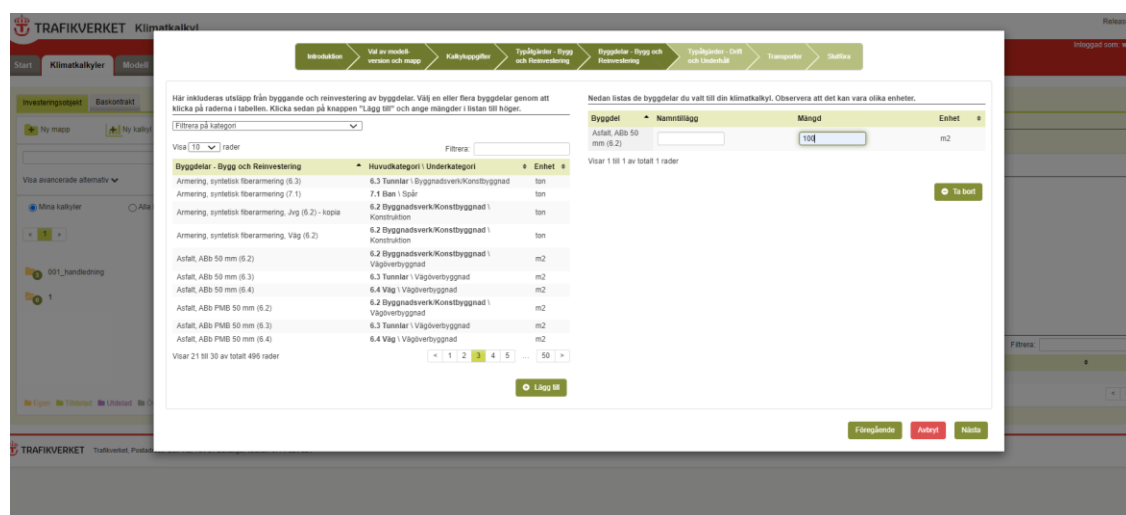 TRAFIKVERKET Klimatkalkyl
Releas
Inloggad som: w
Start Klimatkalkyler Modell
Introduktion
Val av modell-
version och mapp
Kalkyluppgifter
Typåtgärder - Bygg
och Reinvestering
Byggdelar - Bygg och
Reinvestering
Typåtgärder - Drift
och Underhåll
Transporter
Slutföra
Investeringsobjekt Baskontrakt
Ny mapp Ny kalkyl
Visa avancerade alternativ
Mina kalkyler Alla
< 1 >
001_handledning
1
Egen Tilldelad Utdelad
Här inkluderas utsläpp från byggande och reinvestering av byggdelar. Välj en eller flera byggdelar genom att
klicka på raderna i tabellen. Klicka sedan på knappen "Lägg till" och ange mängder i listan till höger.
Filtrera på kategori
Visa 10 rader Filtrera:
Byggdelar - Bygg och Reinvestering Huvudkategori \ Underkategori Enhet
Armering, syntetisk fiberarmering (6.3) 6.3 Tunnlar \ Byggnadsverk/Konstbyggnad ton
Armering, syntetisk fiberarmering (7.1) 7.1 Ban \ Spår ton
Armering, syntetisk fiberarmering, Jvg (6.2) - kopia 6.2 Byggnadsverk/Konstbyggnad \ ton
Konstruktion
Armering, syntetisk fiberarmering, Väg (6.2) 6.2 Byggnadsverk/Konstbyggnad \ ton
Konstruktion
Asfalt, ABb 50 mm (6.2) 6.2 Byggnadsverk/Konstbyggnad \ m2
Vägöverbyggnad
Asfalt, ABb 50 mm (6.3) 6.3 Tunnlar \ Vägöverbyggnad m2
Asfalt, ABb 50 mm (6.4) 6.4 Väg \ Vägöverbyggnad m2
Asfalt, ABb PMB 50 mm (6.2) 6.2 Byggnadsverk/Konstbyggnad \ m2
Vägöverbyggnad
Asfalt, ABb PMB 50 mm (6.3) 6.3 Tunnlar \ Vägöverbyggnad m2
Asfalt, ABb PMB 50 mm (6.4) 6.4 Väg \ Vägöverbyggnad m2
Visar 21 till 30 av totalt 496 rader < 1 2 3 4 5 ... 50 >
Lägg till
Nedan listas de byggdelar du valt till din klimatkalkyl. Observera att det kan vara olika enheter.
Byggdel Namntillägg Mängd Enhet
Asfalt, ABb 50
mm (6.2) 100 m2
Visar 1 till 1 av totalt 1 rader
Ta bort
Filtrera:
<
Föregående Avbryt Nästa
TRAFIKVERKET Trafikverket, Postad